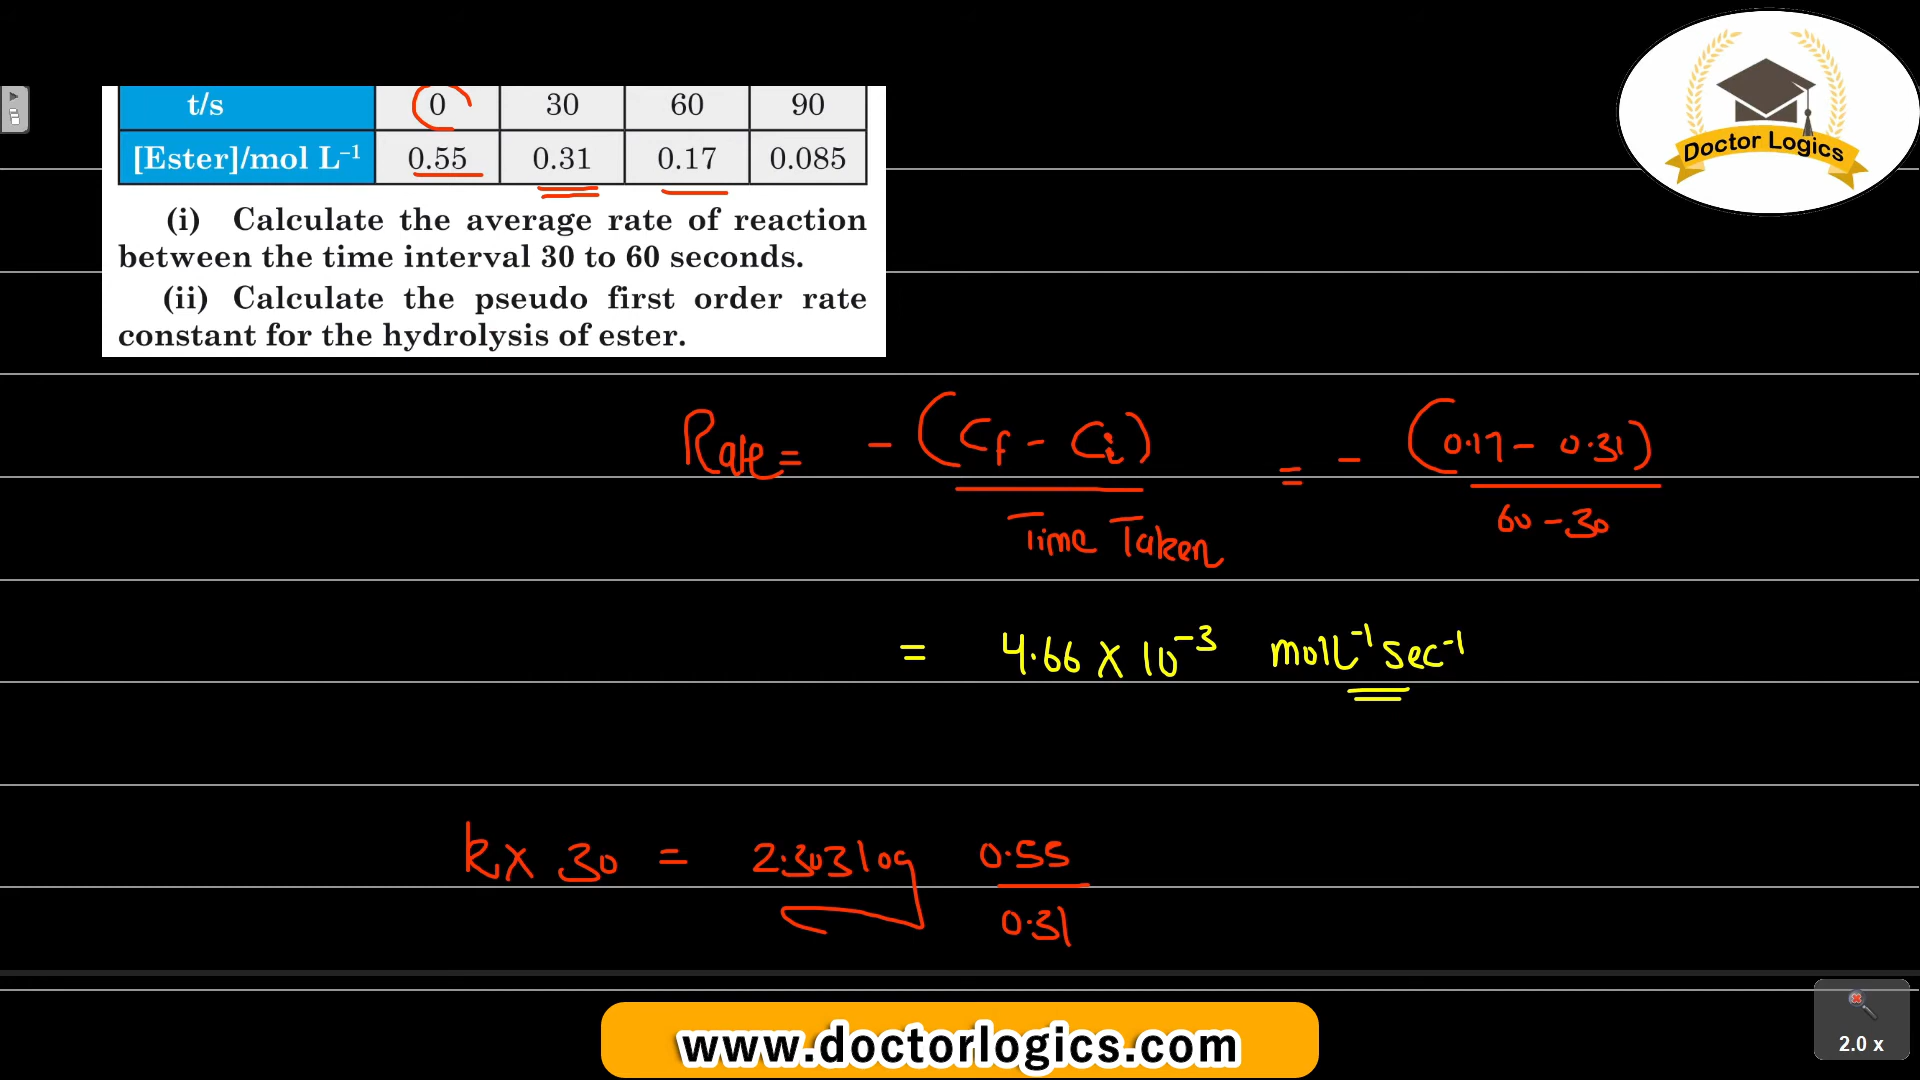 Doctor Logics
t/s 0 30 60 90
[Ester]/mol L⁻¹ 0.55 0.31 0.17 0.085
(i) Calculate the average rate of reaction
between the time interval 30 to 60 seconds.
(ii) Calculate the pseudo first order rate
constant for the hydrolysis of ester.
Rate = - (Cf - Ci) / Time Taken = - (0.17 - 0.31) / 60 - 30
= 4.66 x 10⁻³ mol L⁻¹ sec⁻¹
k x 30 = 2.303 log 0.55 / 0.31
www.doctorlogics.com
2.0 x